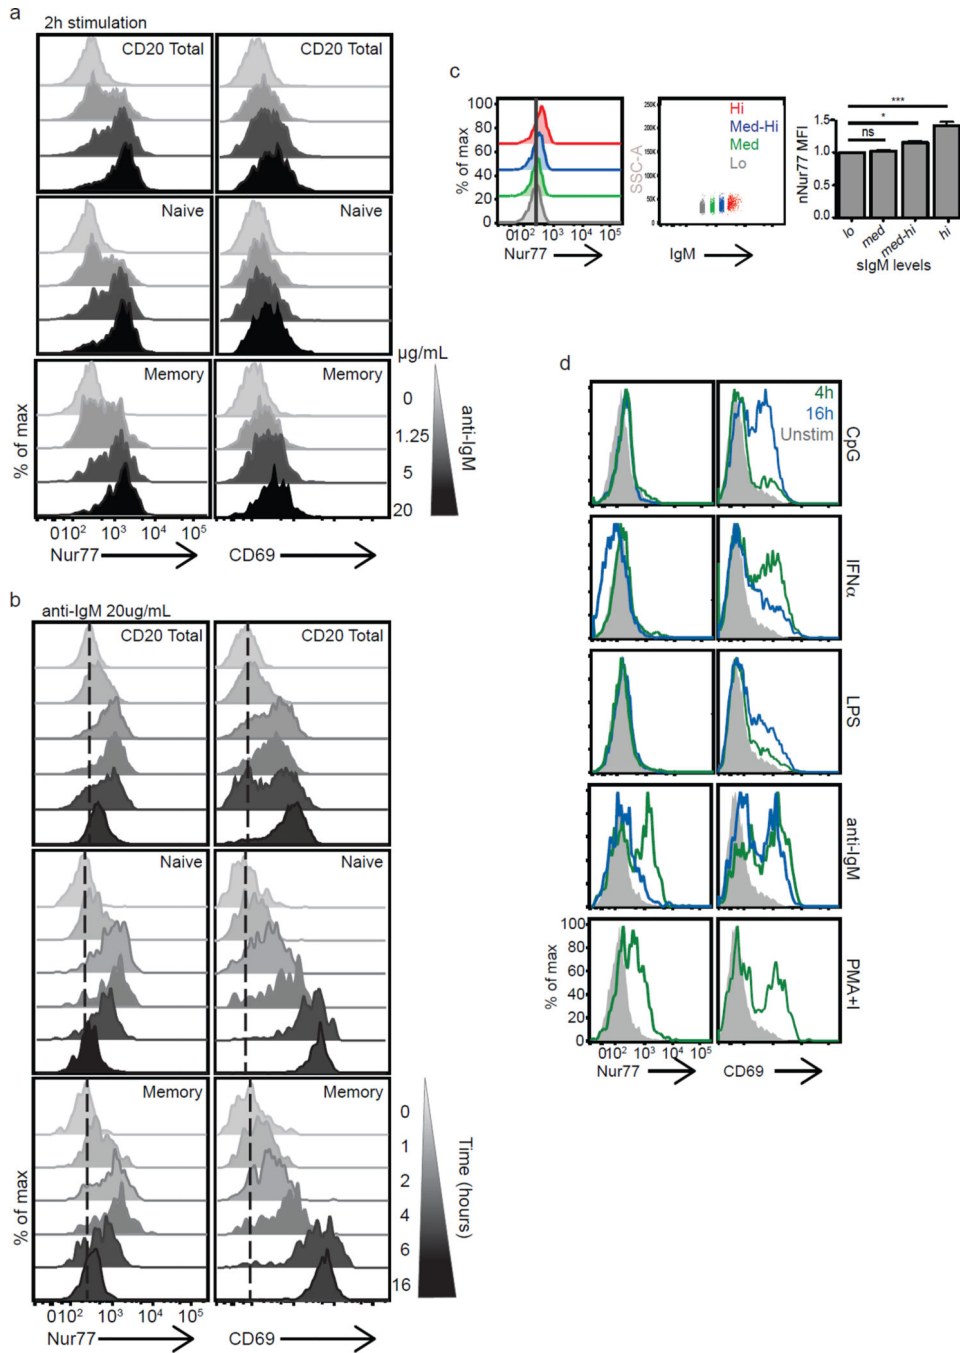 a
2h stimulation
CD20 Total
CD20 Total
Naive
Naive
Memory
Memory
µg/mL
0
1.25
5
20
anti-IgM
% of max
010² 10³ 10⁴ 10⁵
Nur77
CD69
b
anti-IgM 20ug/mL
CD20 Total
CD20 Total
Naive
Naive
Memory
Memory
0
1
2
4
6
16
Time (hours)
% of max
010² 10³ 10⁴ 10⁵
Nur77
CD69
c
100
80
60
40
20
0
% of max
010² 10³ 10⁴ 10⁵
Nur77
Hi
Med-Hi
Med
Lo
250K
200K
150K
100K
50K
0
SSC-A
IgM
***
*
ns
1.5
1.0
0.5
0.0
nNur77 MFI
lo
med
med-hi
hi
sIgM levels
d
4h
16h
Unstim
CpG
IFNα
LPS
anti-IgM
PMA+I
100
80
60
40
20
0
% of max
010² 10³ 10⁴ 10⁵
Nur77
CD69